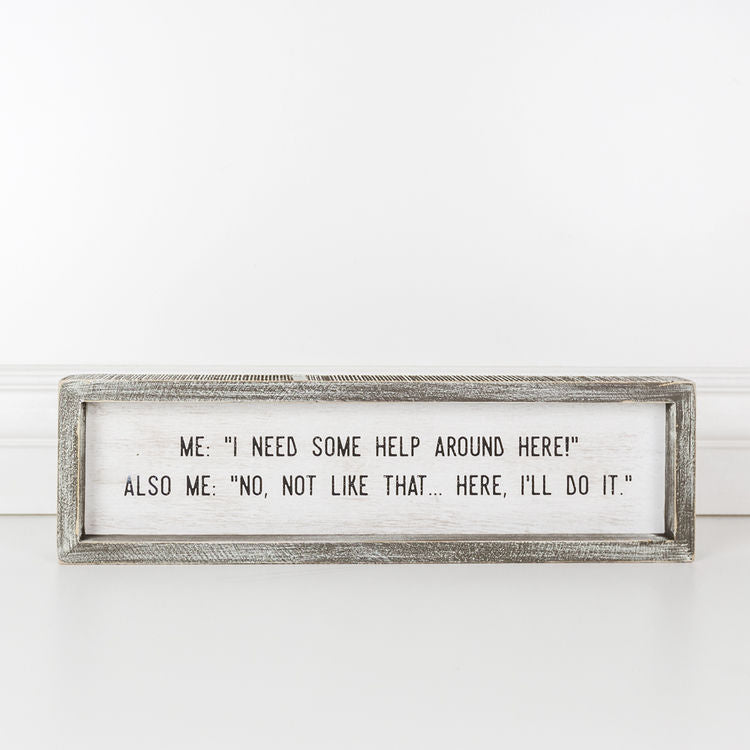 ME: "I NEED SOME HELP AROUND HERE!"
ALSO ME: "NO, NOT LIKE THAT... HERE, I'LL DO IT."